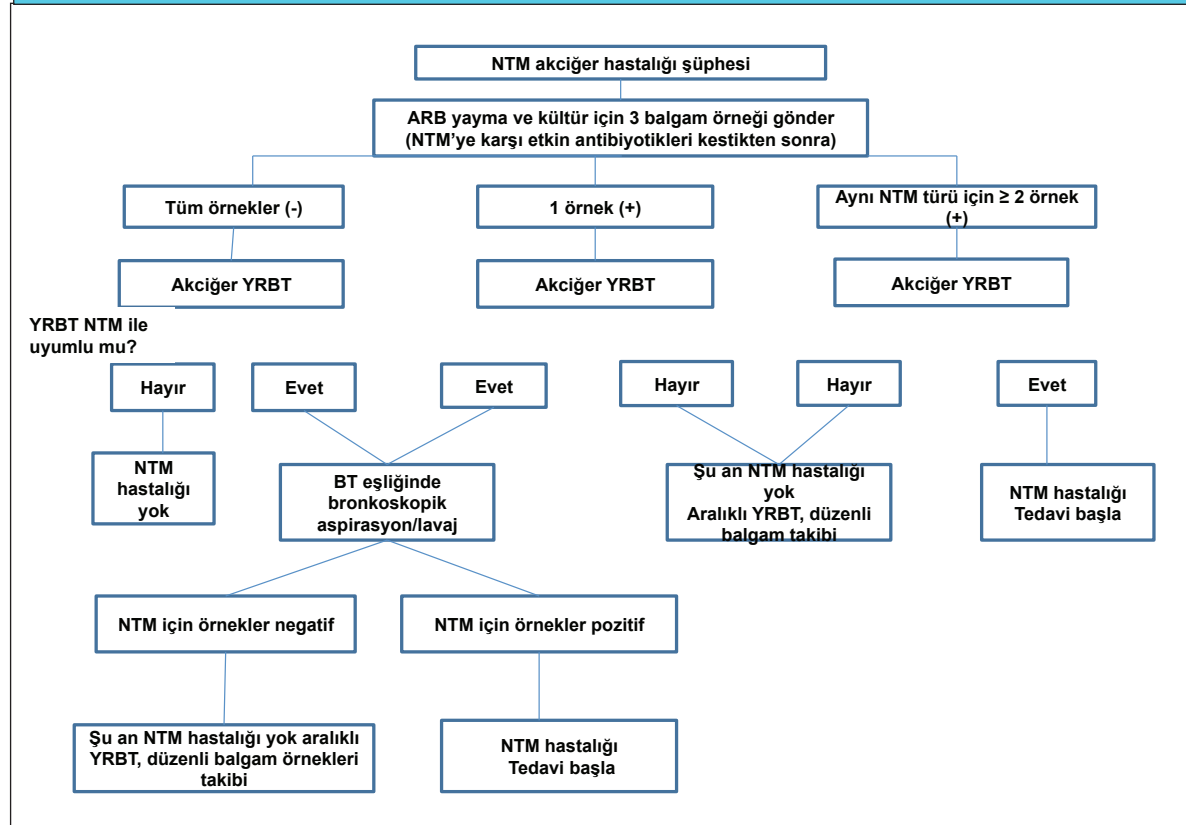 NTM akciğer hastalığı şüphesi
ARB yayma ve kültür için 3 balgam örneği gönder
(NTM'ye karşı etkin antibiyotikleri kestikten sonra)
Tüm örnekler (-)
1 örnek (+)
Aynı NTM türü için ≥ 2 örnek
(+)
Akciğer YRBT
Akciğer YRBT
Akciğer YRBT
YRBT NTM ile
uyumlu mu?
Hayır
Evet
Evet
Hayır
Hayır
Evet
NTM
hastalığı
yok
BT eşliğinde
bronkoskopik
aspirasyon/lavaj
Şu an NTM hastalığı
yok
Aralıklı YRBT, düzenli
balgam takibi
NTM hastalığı
Tedavi başla
NTM için örnekler negatif
NTM için örnekler pozitif
Şu an NTM hastalığı yok aralıklı
YRBT, düzenli balgam örnekleri
takibi
NTM hastalığı
Tedavi başla